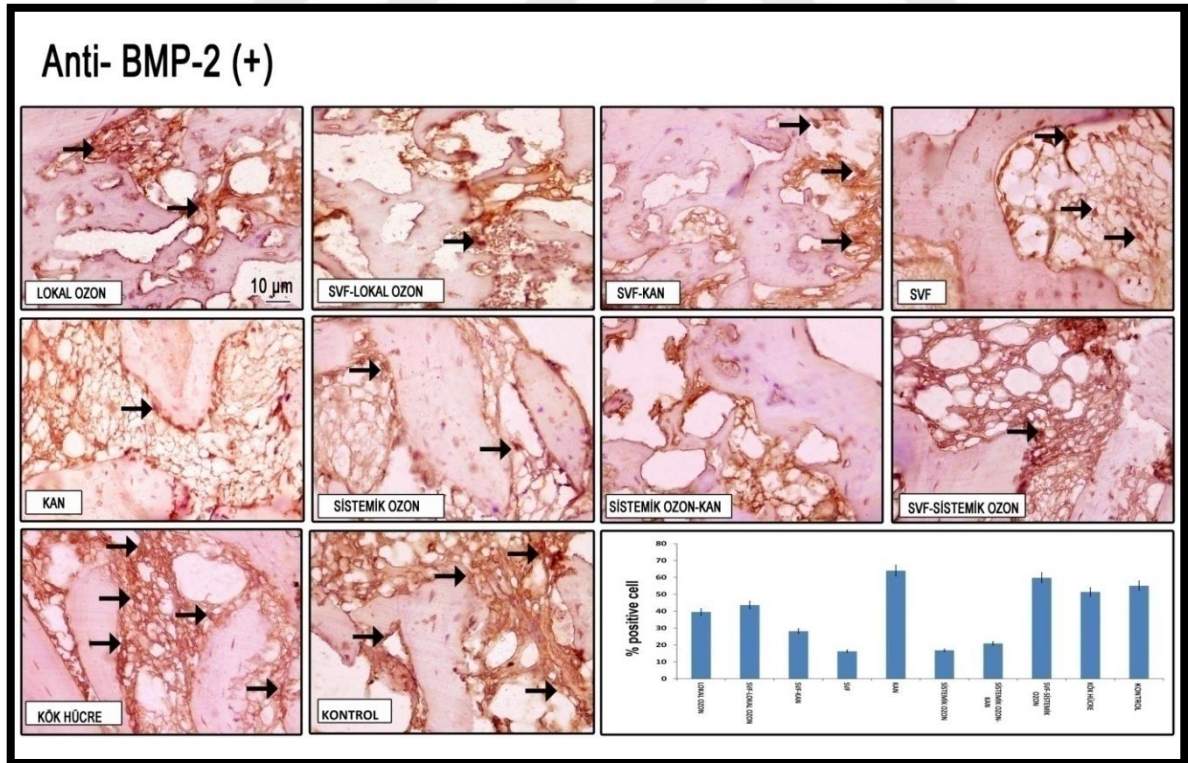 Anti- BMP-2 (+)
LOKAL OZON
10 µm
SVF-LOKAL OZON
SVF-KAN
SVF
KAN
SİSTEMİK OZON
SİSTEMİK OZON-KAN
SVF-SİSTEMİK OZON
KÖK HÜCRE
KONTROL
% positive cell
80
70
60
50
40
30
20
10
0
LOKAL OZON
SVF-LOKAL OZON
SVF-KAN
SVF
KAN
SİSTEMİK OZON
SİSTEMİK OZON-
KAN
SVF-SİSTEMİK
OZON
KÖK HÜCRE
KONTROL